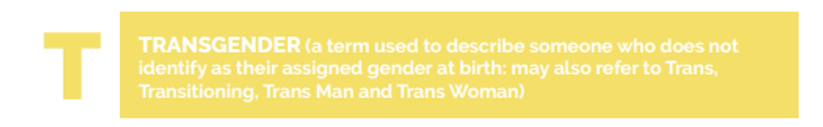 T
TRANSGENDER (a term used to describe someone who does not
identify as their assigned gender at birth: may also refer to Trans,
Transitioning, Trans Man and Trans Woman)